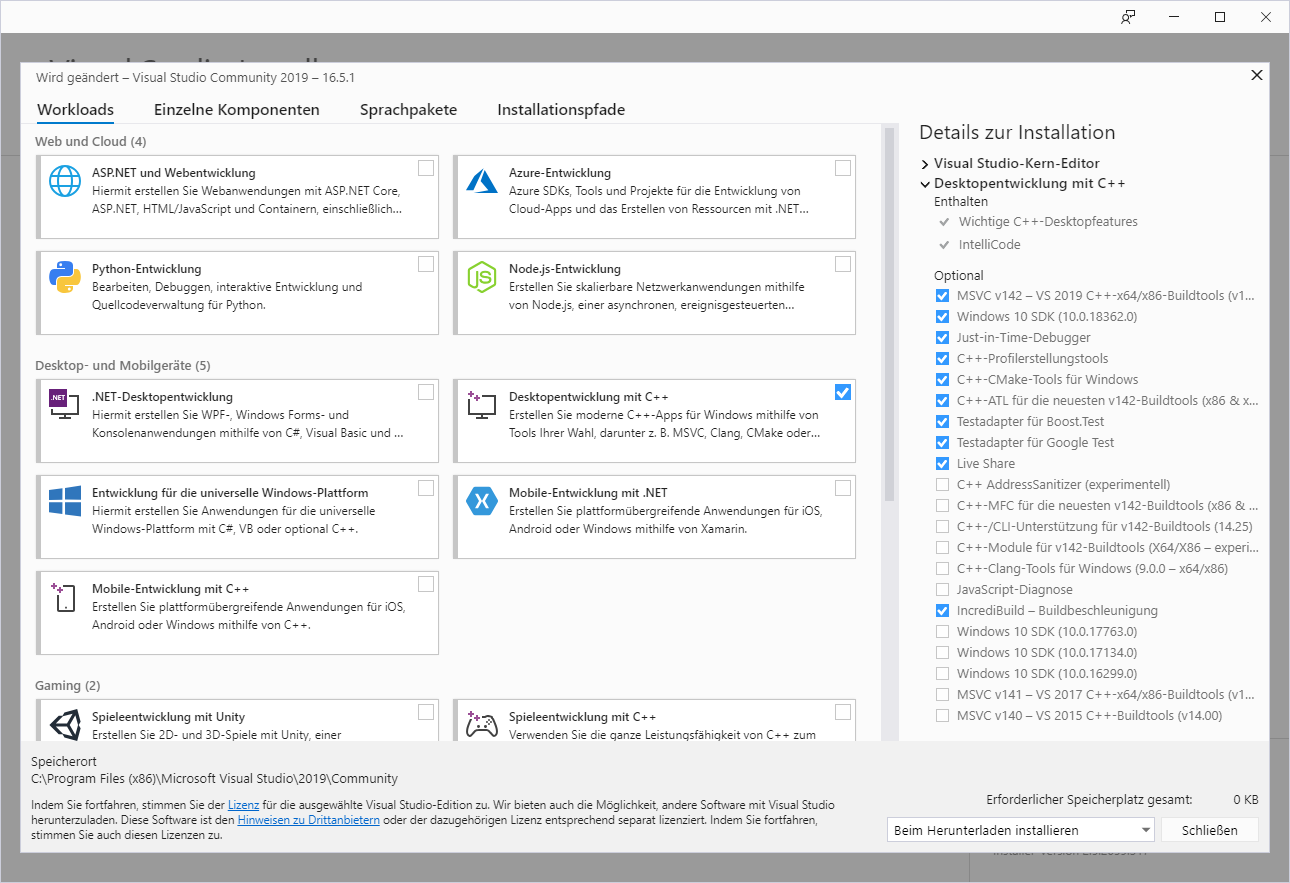 Wird geändert – Visual Studio Community 2019 – 16.5.1
Workloads Einzelne Komponenten Sprachpakete Installationspfade
Web und Cloud (4)
ASP.NET und Webentwicklung
Hiermit erstellen Sie Webanwendungen mit ASP.NET Core,
ASP.NET, HTML/JavaScript und Containern, einschließlich...
Azure-Entwicklung
Azure SDKs, Tools und Projekte für die Entwicklung von
Cloud-Apps und das Erstellen von Ressourcen mit .NET...
Python-Entwicklung
Bearbeiten, Debuggen, interaktive Entwicklung und
Quellcodeverwaltung für Python.
Node.js-Entwicklung
Erstellen Sie skalierbare Netzwerkanwendungen mithilfe
von Node.js, einer asynchronen, ereignisgesteuerten...
Desktop- und Mobilgeräte (5)
.NET-Desktopentwicklung
Hiermit erstellen Sie WPF-, Windows Forms- und
Konsolenanwendungen mithilfe von C#, Visual Basic und ...
Desktopentwicklung mit C++
Erstellen Sie moderne C++-Apps für Windows mithilfe von
Tools Ihrer Wahl, darunter z. B. MSVC, Clang, CMake oder...
Entwicklung für die universelle Windows-Plattform
Hiermit erstellen Sie Anwendungen für die universelle
Windows-Plattform mit C#, VB oder optional C++.
Mobile-Entwicklung mit .NET
Erstellen Sie plattformübergreifende Anwendungen für iOS,
Android oder Windows mithilfe von Xamarin.
Mobile-Entwicklung mit C++
Erstellen Sie plattformübergreifende Anwendungen für iOS,
Android oder Windows mithilfe von C++.
Gaming (2)
Spieleentwicklung mit Unity
Erstellen Sie 2D- und 3D-Spiele mit Unity, einer
Spieleentwicklung mit C++
Verwenden Sie die ganze Leistungsfähigkeit von C++ zum
Details zur Installation
Visual Studio-Kern-Editor
Desktopentwicklung mit C++
Enthalten
Wichtige C++-Desktopfeatures
IntelliCode
Optional
MSVC v142 – VS 2019 C++-x64/x86-Buildtools (v1...
Windows 10 SDK (10.0.18362.0)
Just-in-Time-Debugger
C++-Profilerstellungstools
C++-CMake-Tools für Windows
C++-ATL für die neuesten v142-Buildtools (x86 & x...
Testadapter für Boost.Test
Testadapter für Google Test
Live Share
C++ AddressSanitizer (experimentell)
C++-MFC für die neuesten v142-Buildtools (x86 & ...
C++-/CLI-Unterstützung für v142-Buildtools (14.25)
C++-Module für v142-Buildtools (X64/X86 – experi...
C++-Clang-Tools für Windows (9.0.0 – x64/x86)
JavaScript-Diagnose
IncrediBuild – Buildbeschleunigung
Windows 10 SDK (10.0.17763.0)
Windows 10 SDK (10.0.17134.0)
Windows 10 SDK (10.0.16299.0)
MSVC v141 – VS 2017 C++-x64/x86-Buildtools (v1...
MSVC v140 – VS 2015 C++-Buildtools (v14.00)
Speicherort
C:\Program Files (x86)\Microsoft Visual Studio\2019\Community
Indem Sie fortfahren, stimmen Sie der Lizenz für die ausgewählte Visual Studio-Edition zu. Wir bieten auch die Möglichkeit, andere Software mit Visual Studio
herunterzuladen. Diese Software ist den Hinweisen zu Drittanbietern oder der dazugehörigen Lizenz entsprechend separat lizenziert. Indem Sie fortfahren,
stimmen Sie auch diesen Lizenzen zu.
Erforderlicher Speicherplatz gesamt: 0 KB
Beim Herunterladen installieren Schließen